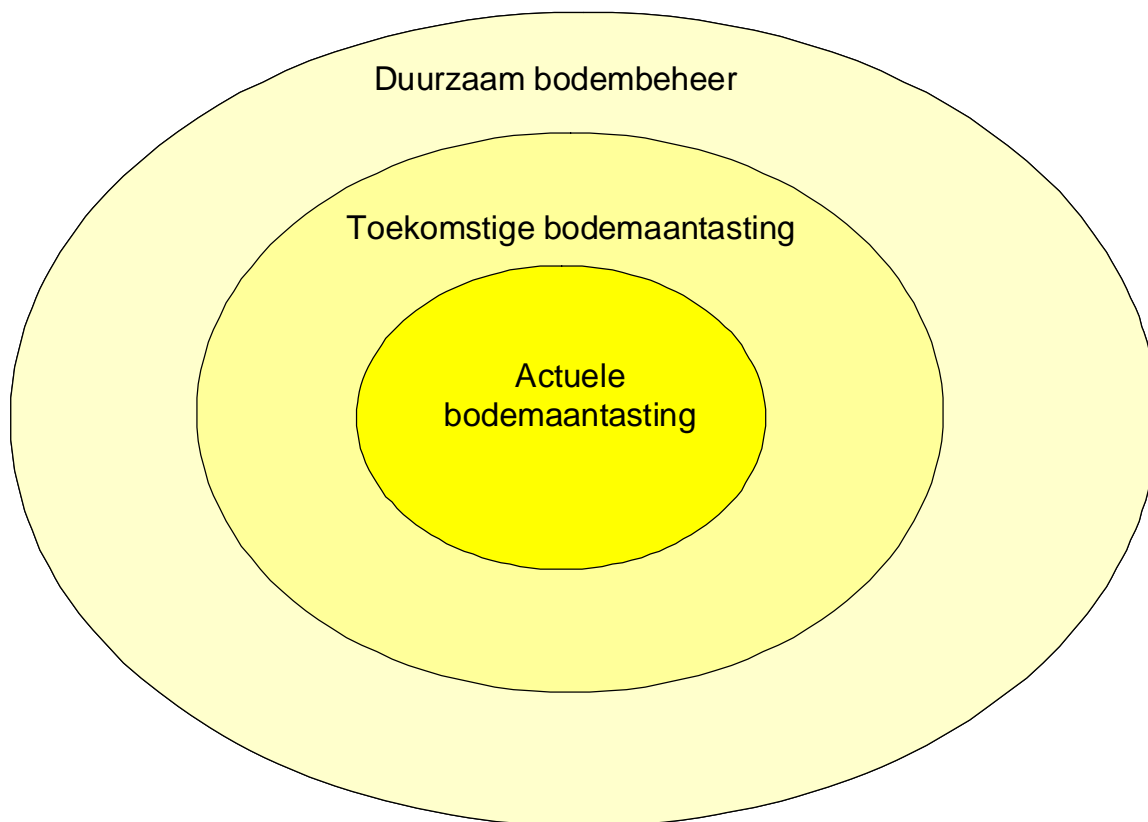 Duurzaam bodembeheer
Toekomstige bodemaantasting
Actuele
bodemaantasting